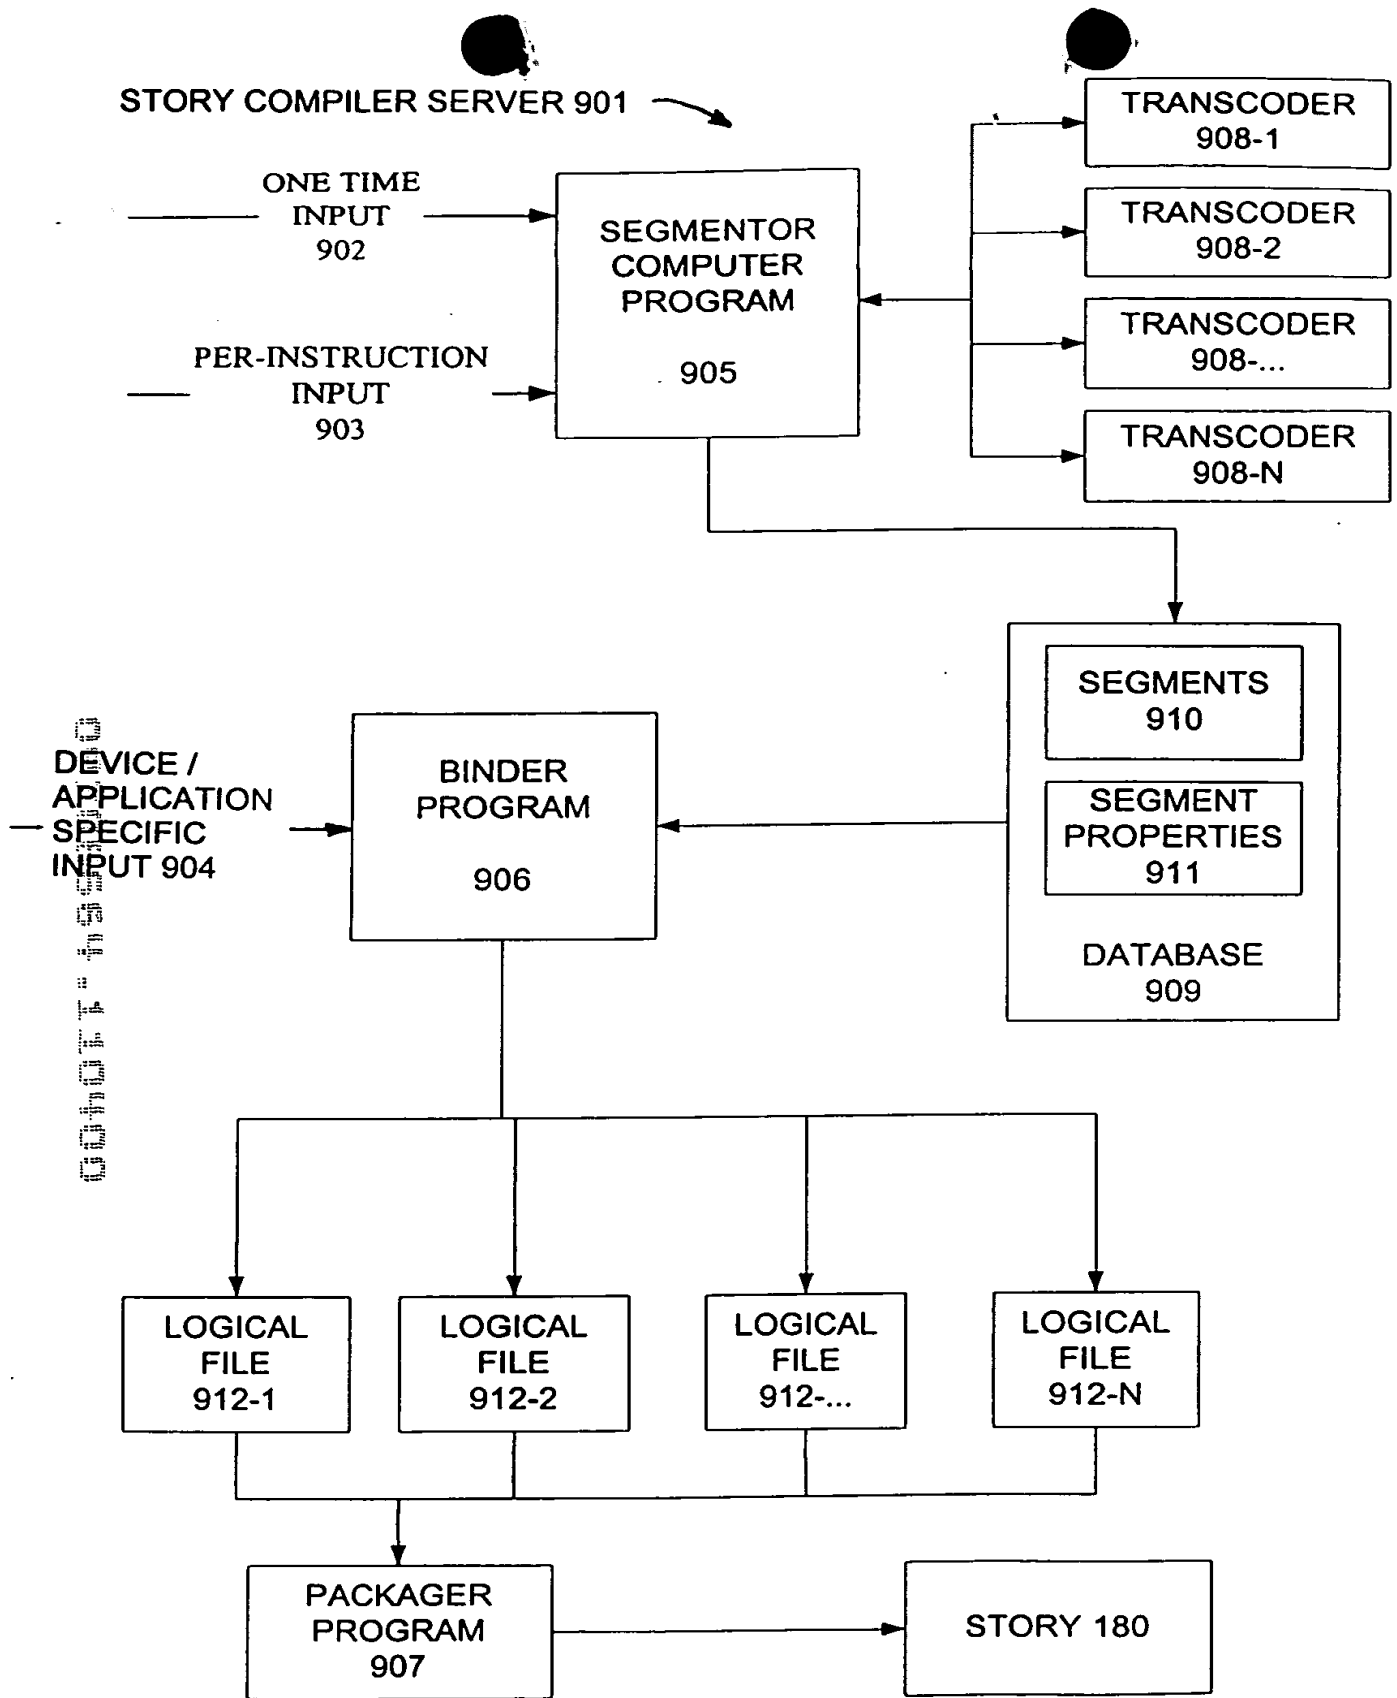 STORY COMPILER SERVER 901
ONE TIME
INPUT
902
PER-INSTRUCTION
INPUT
903
SEGMENTOR
COMPUTER
PROGRAM
905
TRANSCODER
908-1
TRANSCODER
908-2
TRANSCODER
908-...
TRANSCODER
908-N
SEGMENTS
910
SEGMENT
PROPERTIES
911
DATABASE
909
DEVICE /
APPLICATION
SPECIFIC
INPUT 904
BINDER
PROGRAM
906
LOGICAL
FILE
912-1
LOGICAL
FILE
912-2
LOGICAL
FILE
912-...
LOGICAL
FILE
912-N
PACKAGER
PROGRAM
907
STORY 180